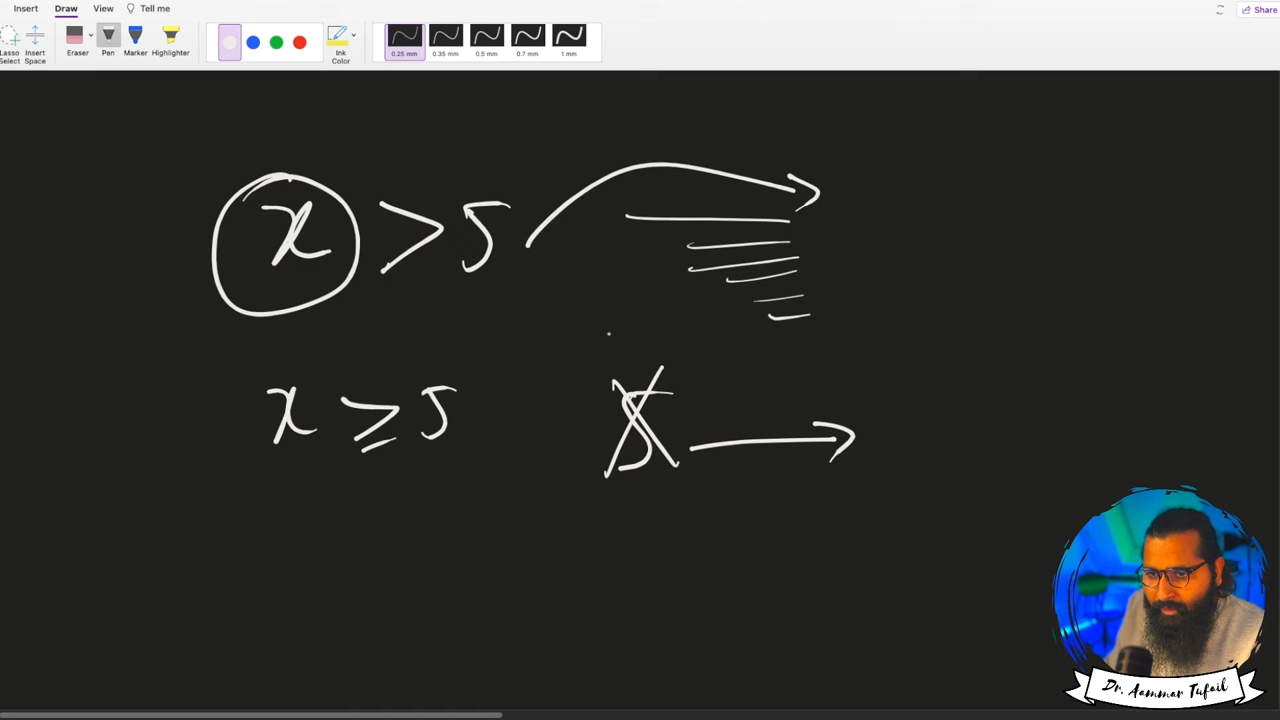 Insert Draw View Tell me
Share
Lasso Select
Insert Space
Eraser
Pen
Marker
Highlighter
Ink Color
0.25 mm 0.35 mm 0.5 mm 0.7 mm 1 mm
x > 5
x ≥ 5 5
Dr. Aammar Tufail